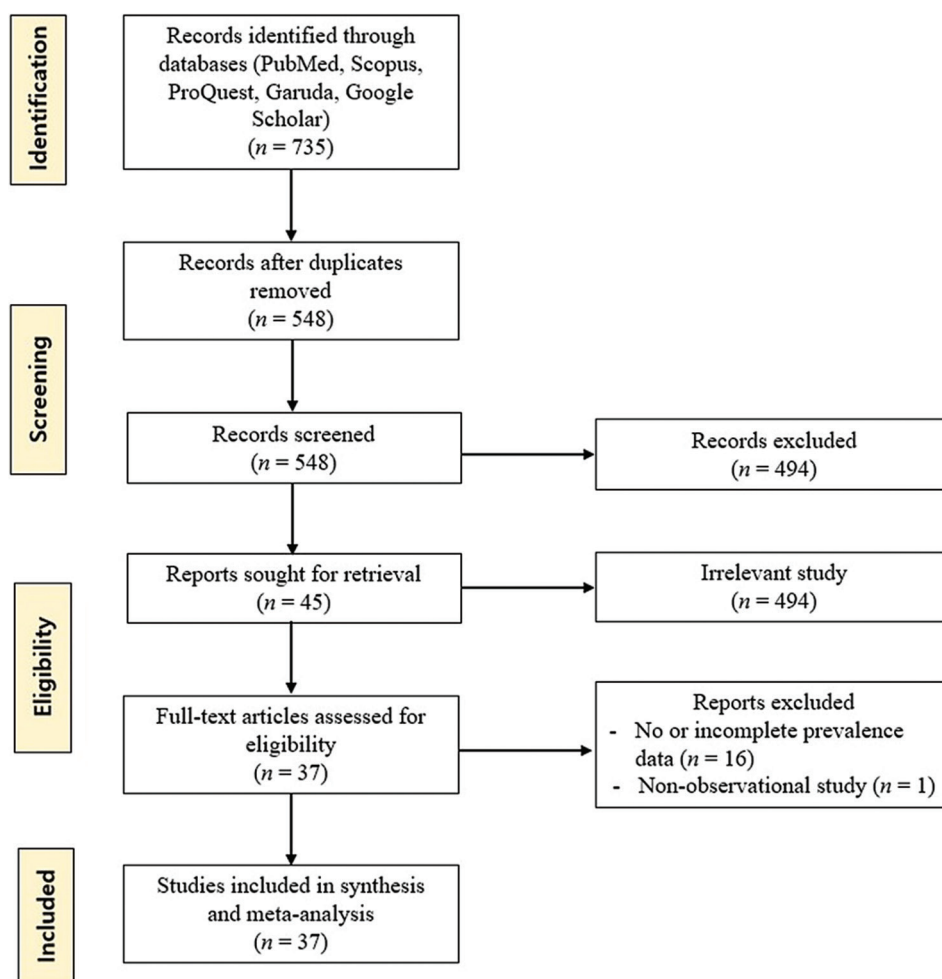 Identification
Records identified through
databases (PubMed, Scopus,
ProQuest, Garuda, Google
Scholar)
(n = 735)
Screening
Records after duplicates
removed
(n = 548)
Records screened
(n = 548)
Records excluded
(n = 494)
Eligibility
Reports sought for retrieval
(n = 45)
Irrelevant study
(n = 494)
Full-text articles assessed for
eligibility
(n = 37)
Reports excluded
- No or incomplete prevalence
data (n = 16)
- Non-observational study (n = 1)
Included
Studies included in synthesis
and meta-analysis
(n = 37)